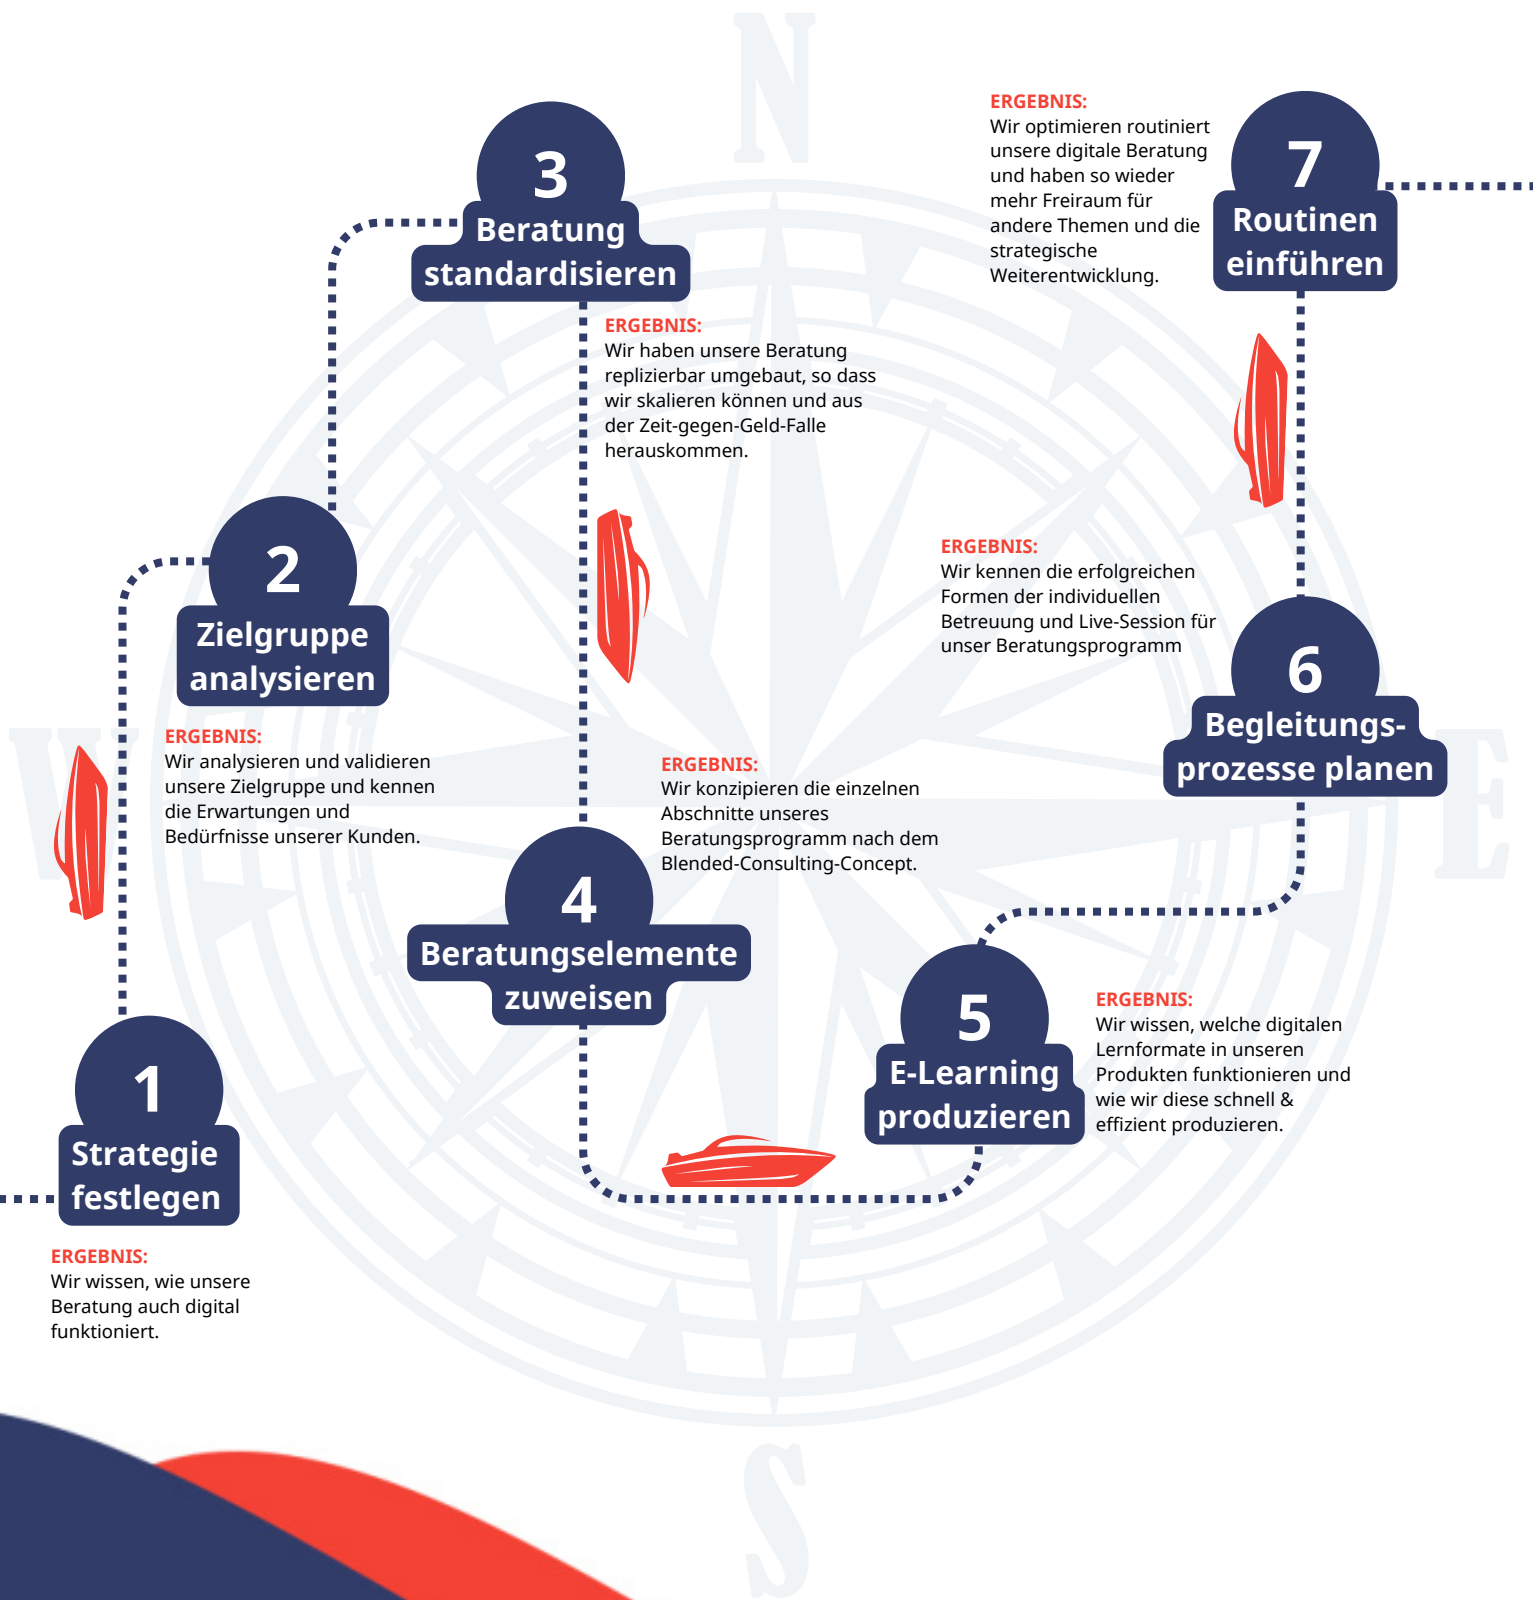 N
W
E
S
1
Strategie
festlegen
ERGEBNIS:
Wir wissen, wie unsere
Beratung auch digital
funktioniert.
2
Zielgruppe
analysieren
ERGEBNIS:
Wir analysieren und validieren
unsere Zielgruppe und kennen
die Erwartungen und
Bedürfnisse unserer Kunden.
3
Beratung
standardisieren
ERGEBNIS:
Wir haben unsere Beratung
replizierbar umgebaut, so dass
wir skalieren können und aus
der Zeit-gegen-Geld-Falle
herauskommen.
4
Beratungselemente
zuweisen
ERGEBNIS:
Wir konzipieren die einzelnen
Abschnitte unseres
Beratungsprogramm nach dem
Blended-Consulting-Concept.
5
E-Learning
produzieren
ERGEBNIS:
Wir wissen, welche digitalen
Lernformate in unseren
Produkten funktionieren und
wie wir diese schnell &
effizient produzieren.
6
Begleitungs-
prozesse planen
ERGEBNIS:
Wir kennen die erfolgreichen
Formen der individuellen
Betreuung und Live-Session für
unser Beratungsprogramm
7
Routinen
einführen
ERGEBNIS:
Wir optimieren routiniert
unsere digitale Beratung
und haben so wieder
mehr Freiraum für
andere Themen und die
strategische
Weiterentwicklung.